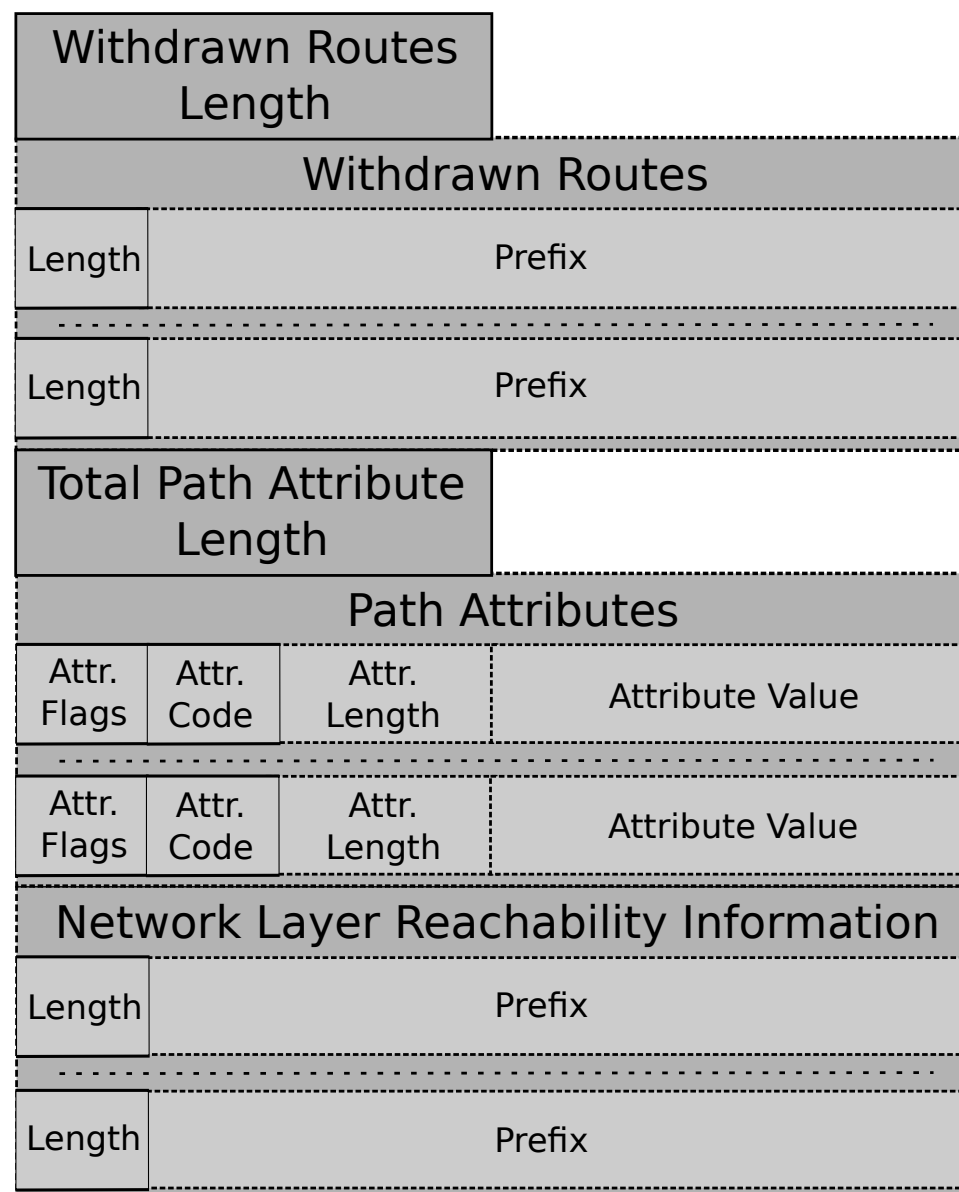 Withdrawn Routes
Length
Withdrawn Routes
Length Prefix
Length Prefix
Total Path Attribute
Length
Path Attributes
Attr.
Flags
Attr.
Code
Attr.
Length
Attribute Value
Attr.
Flags
Attr.
Code
Attr.
Length
Attribute Value
Network Layer Reachability Information
Length Prefix
Length Prefix